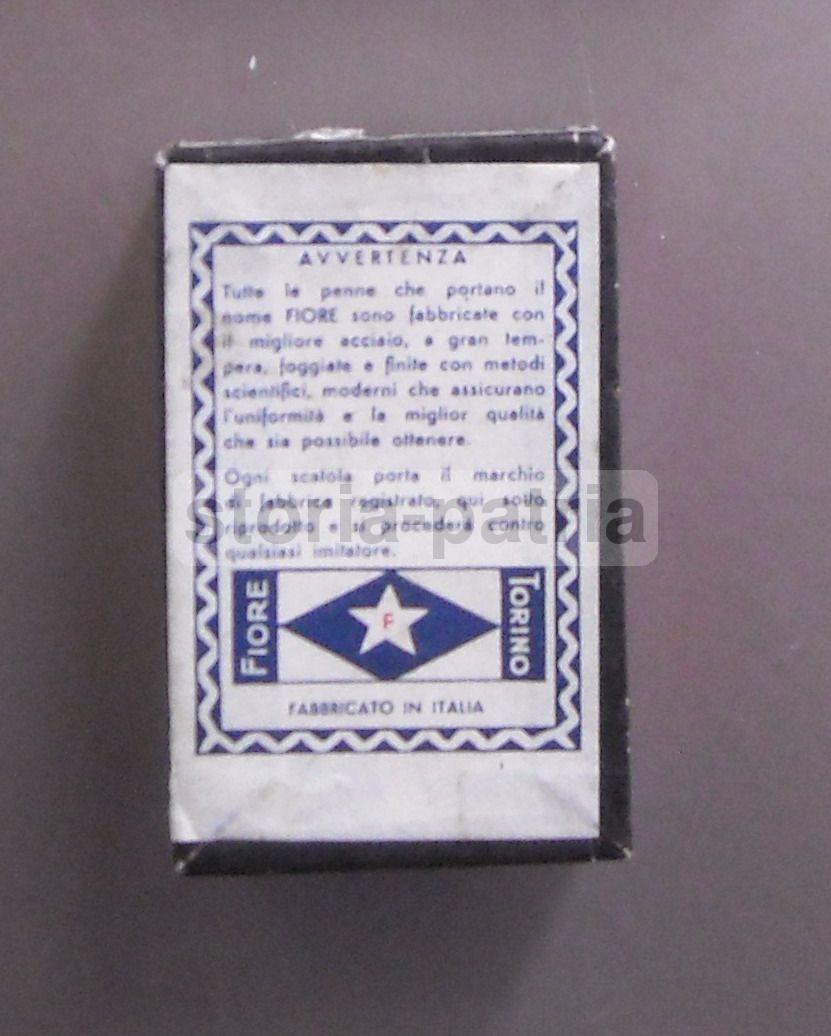 AVVERTENZA
Tutte le penne che portano il
nome FIORE sono fabbricate con
il migliore acciaio, a gran tem-
pera, foggiate e finite con metodi
scientifici, moderni che assicurano
l'uniformità e la miglior qualità
che sia possibile ottenere.
Ogni scatola porta il marchio
di fabbrica registrato qui sotto
riprodotto e si procederà contro
qualsiasi imitatore.
storia-patria
FIORE
F
TORINO
FABBRICATO IN ITALIA